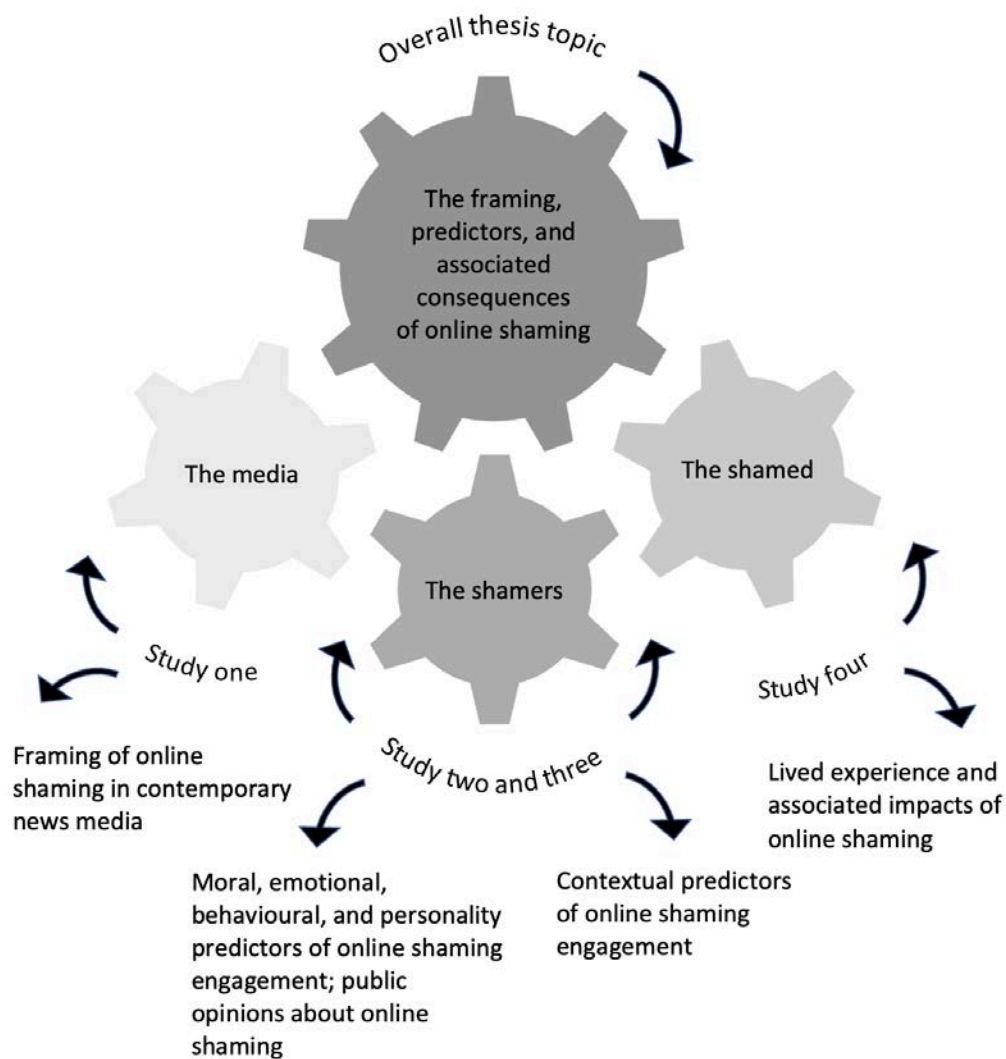 Overall thesis topic
The framing,
predictors, and
associated
consequences
of online shaming
The media
The shamed
The shamers
Study one
Study four
Study two and three
Framing of online
shaming in contemporary
news media
Lived experience and
associated impacts of
online shaming
Moral, emotional,
behavioural, and personality
predictors of online shaming
engagement; public
opinions about online
shaming
Contextual predictors
of online shaming
engagement